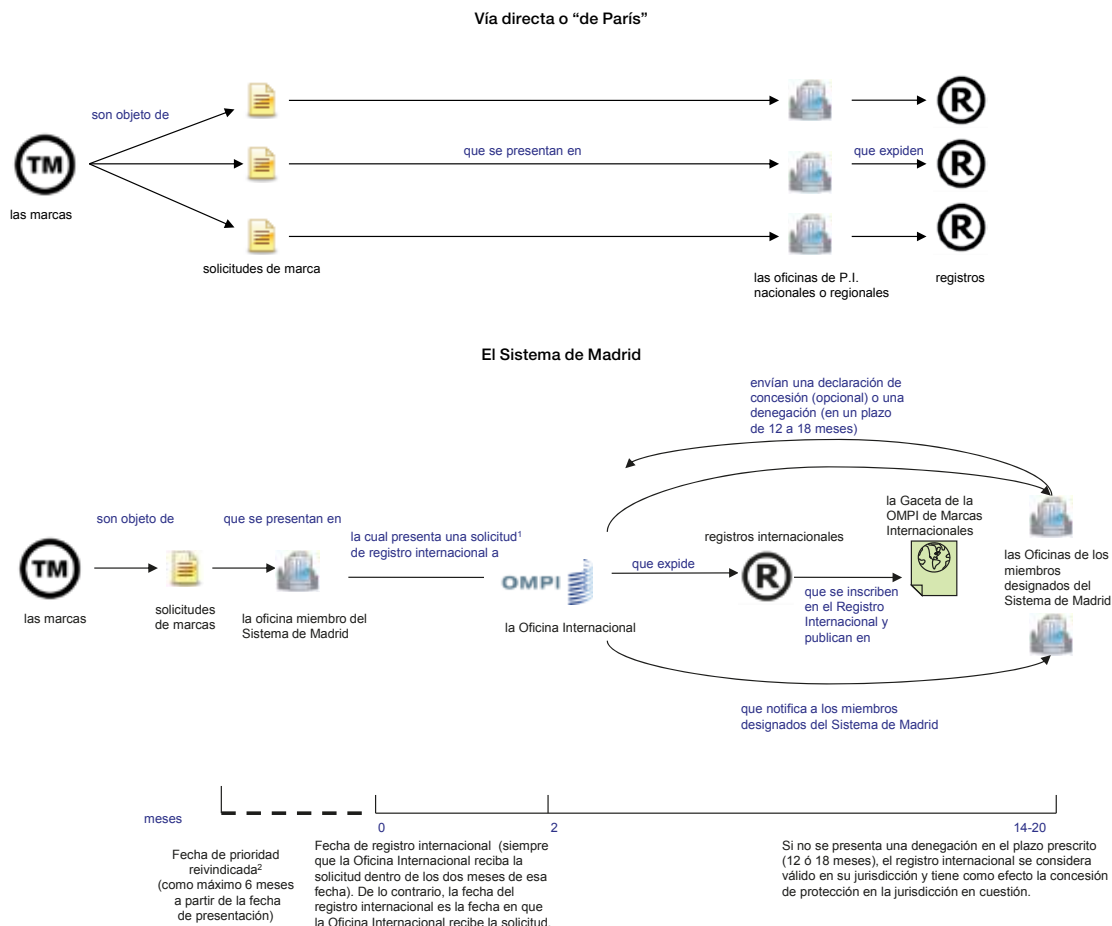 Vía directa o “de París”
son objeto de
TM
que se presentan en
que expiden
R
R
R
las marcas
solicitudes de marca
las oficinas de P.I.
nacionales o regionales
registros
El Sistema de Madrid
envían una declaración de
concesión (opcional) o una
denegación (en un plazo
de 12 a 18 meses)
son objeto de
que se presentan en
la cual presenta una solicitud¹
de registro internacional a
registros internacionales
la Gaceta de la
OMPI de Marcas
Internacionales
TM
OMPI
que expide
R
las marcas
solicitudes
de marcas
la oficina miembro del
Sistema de Madrid
la Oficina Internacional
que se inscriben
en el Registro
Internacional y
publican en
las Oficinas de los
miembros
designados del
Sistema de Madrid
que notifica a los miembros
designados del Sistema de Madrid
meses
0
2
14-20
Fecha de prioridad
reivindicada²
(como máximo 6 meses
a partir de la fecha
de presentación)
Fecha de registro internacional (siempre
que la Oficina Internacional reciba la
solicitud dentro de los dos meses de esa
fecha). De lo contrario, la fecha del
registro internacional es la fecha en que
la Oficina Internacional recibe la solicitud.
Si no se presenta una denegación en el plazo prescrito
(12 ó 18 meses), el registro internacional se considera
válido en su jurisdicción y tiene como efecto la concesión
de protección en la jurisdicción en cuestión.